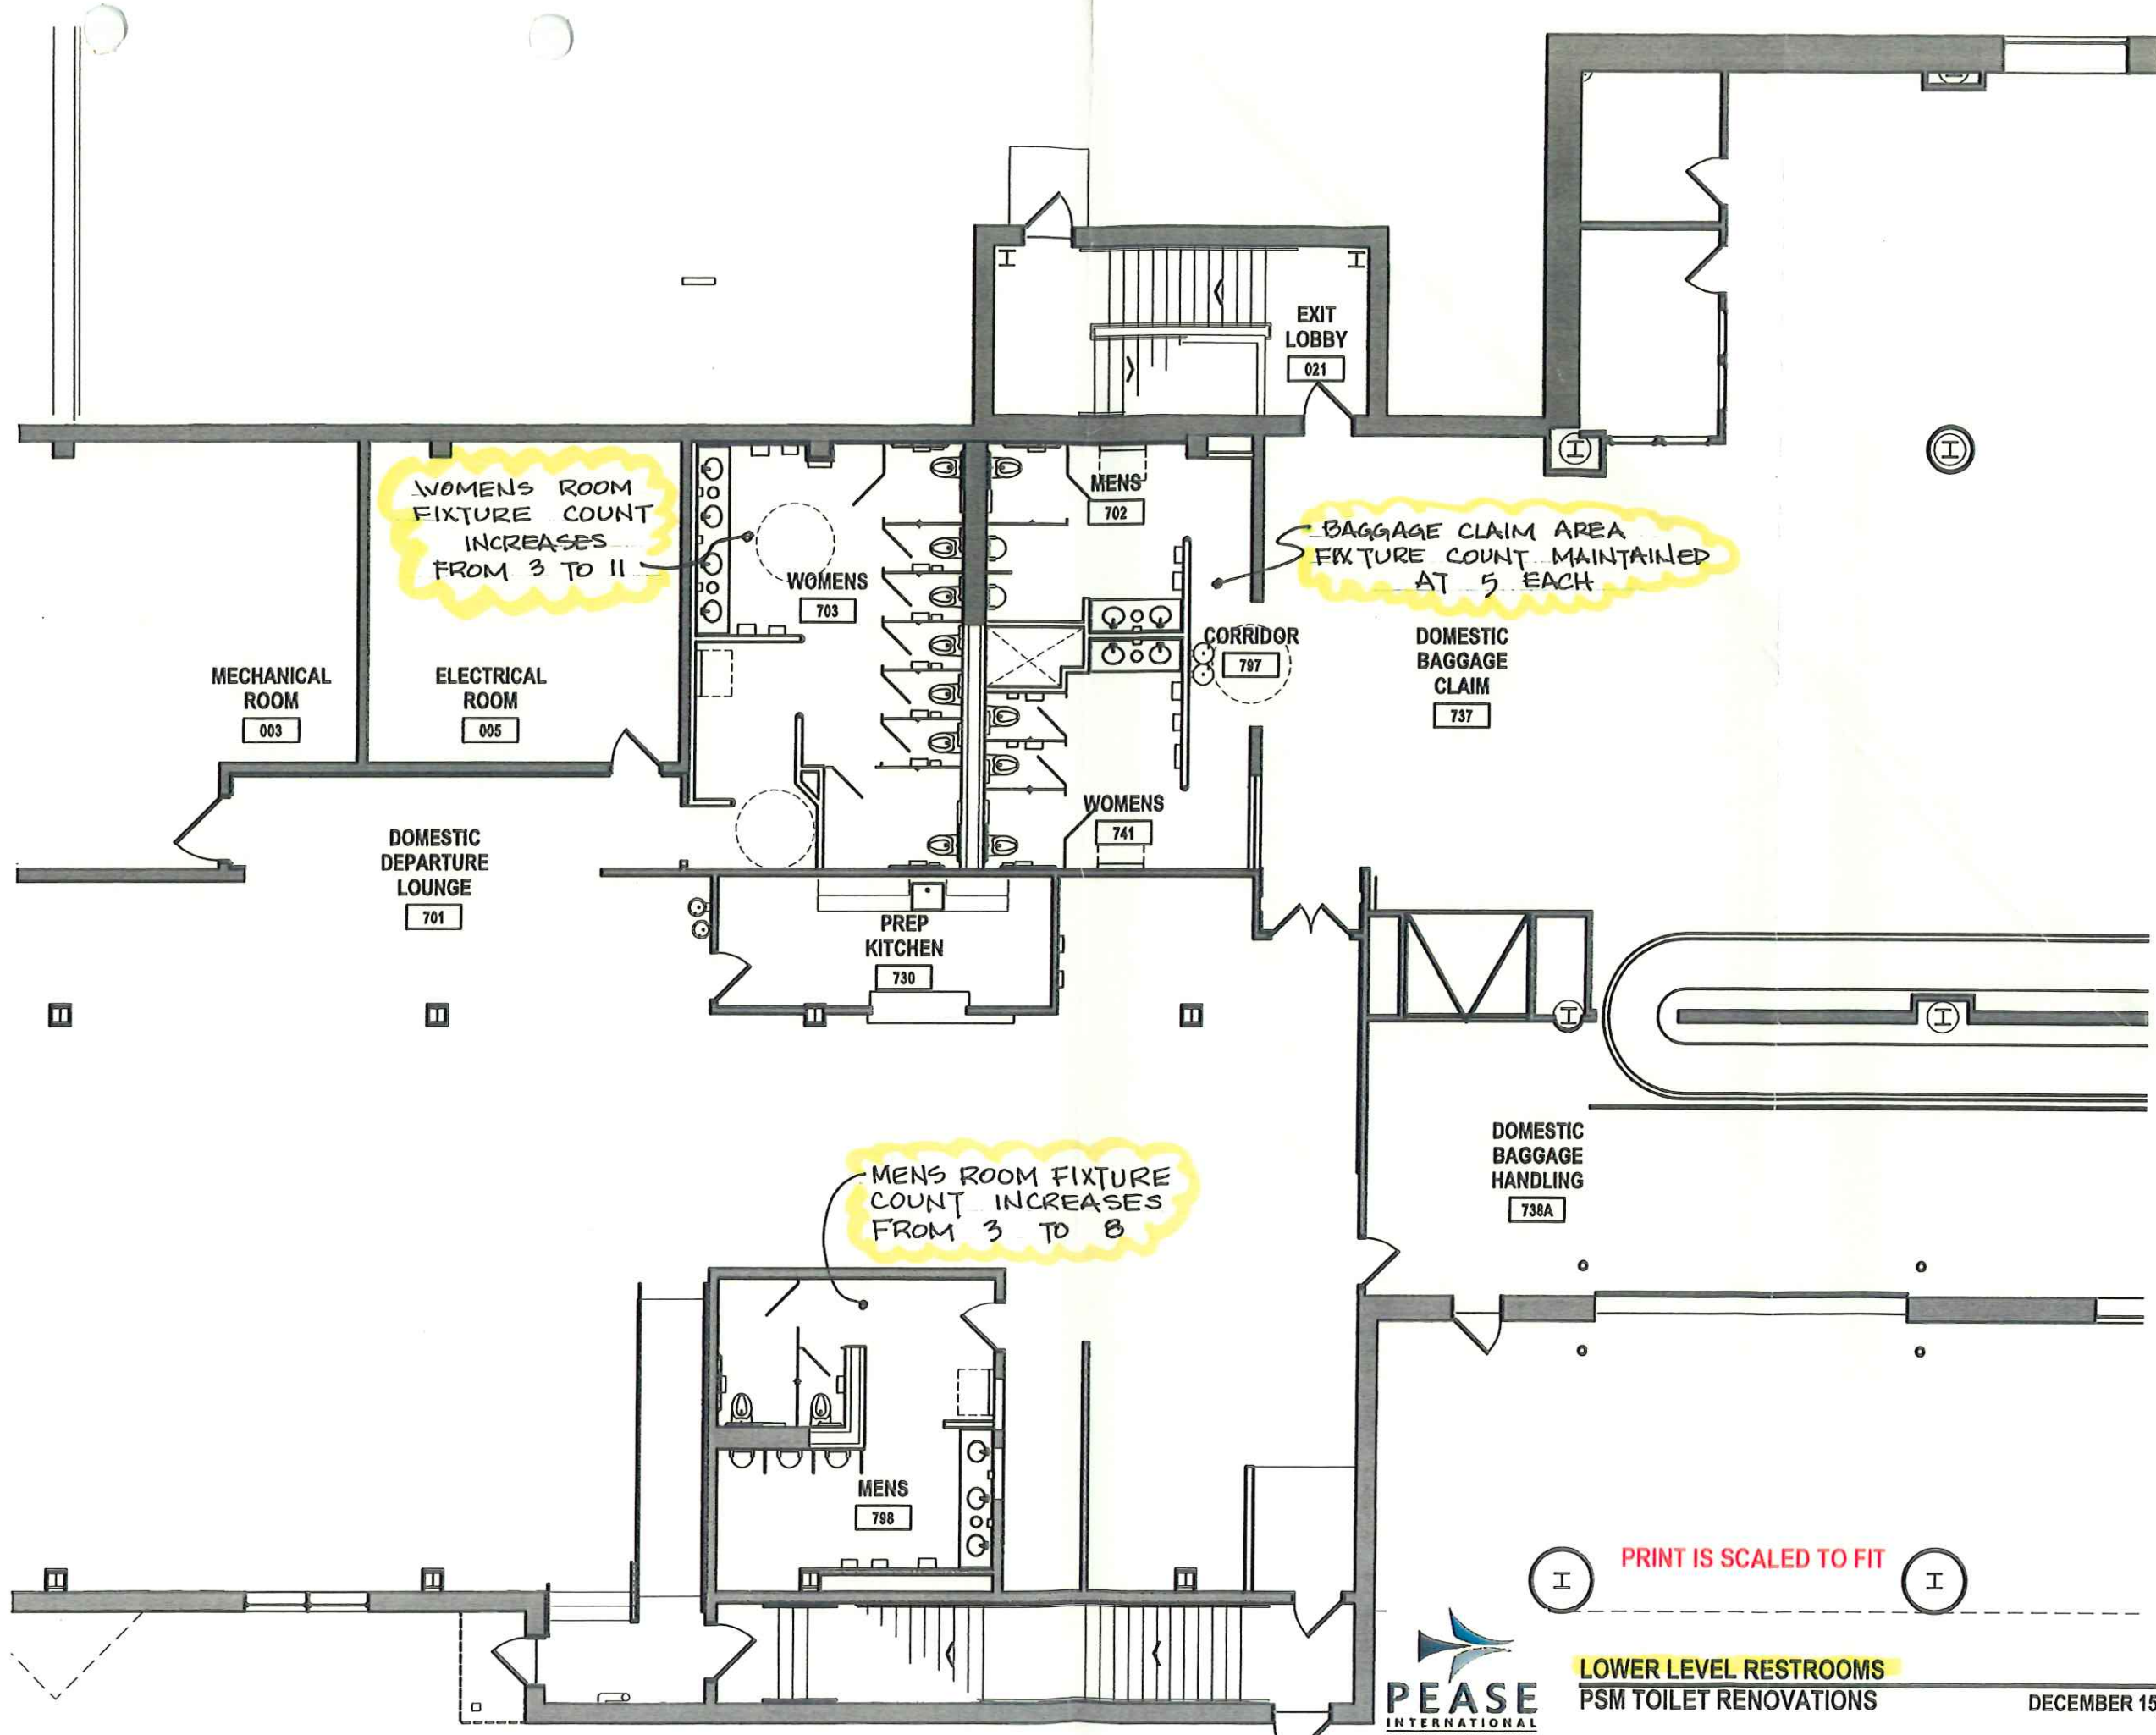 EXIT
LOBBY
021
WOMENS ROOM
FIXTURE COUNT
INCREASES
FROM 3 TO 11
MENS
702
BAGGAGE CLAIM AREA
FIXTURE COUNT MAINTAINED
AT 5 EACH
WOMENS
703
CORRIDOR
797
DOMESTIC
BAGGAGE
CLAIM
737
MECHANICAL
ROOM
003
ELECTRICAL
ROOM
005
WOMENS
741
DOMESTIC
DEPARTURE
LOUNGE
701
PREP
KITCHEN
730
DOMESTIC
BAGGAGE
HANDLING
738A
MENS ROOM FIXTURE
COUNT INCREASES
FROM 3 TO 8
MENS
798
PRINT IS SCALED TO FIT
PEASE
INTERNATIONAL
LOWER LEVEL RESTROOMS
PSM TOILET RENOVATIONS
DECEMBER 15